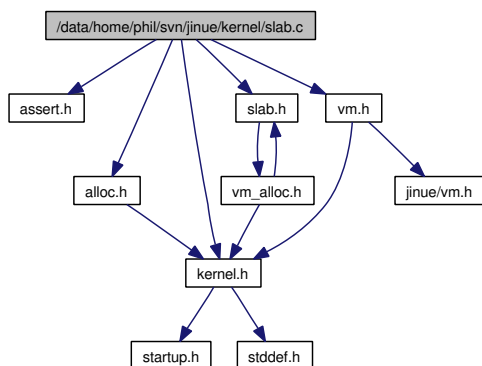 /data/home/phil/svn/jinue/kernel/slab.c
assert.h
slab.h
vm.h
alloc.h
vm_alloc.h
jinue/vm.h
kernel.h
startup.h
stddef.h